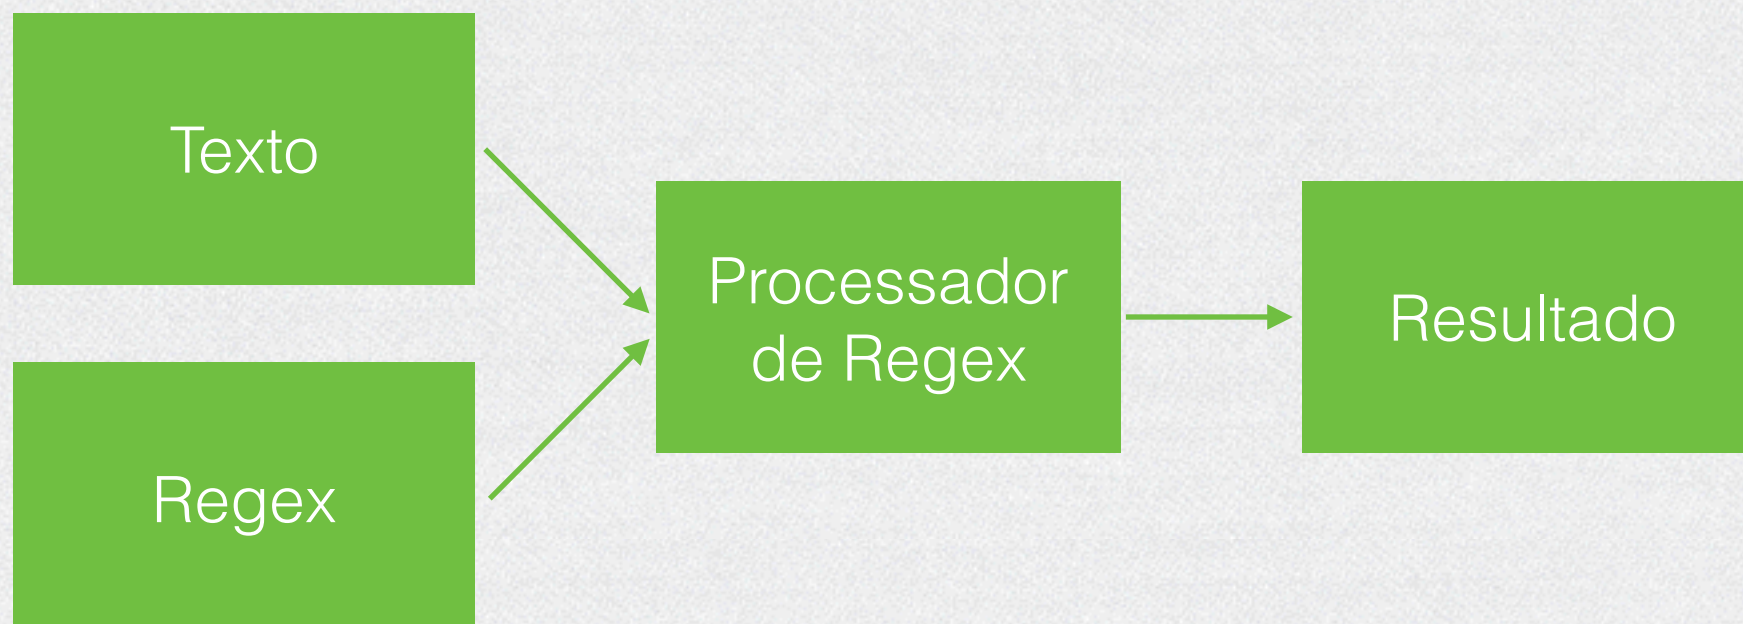 Texto
Regex
Processador
de Regex
Resultado